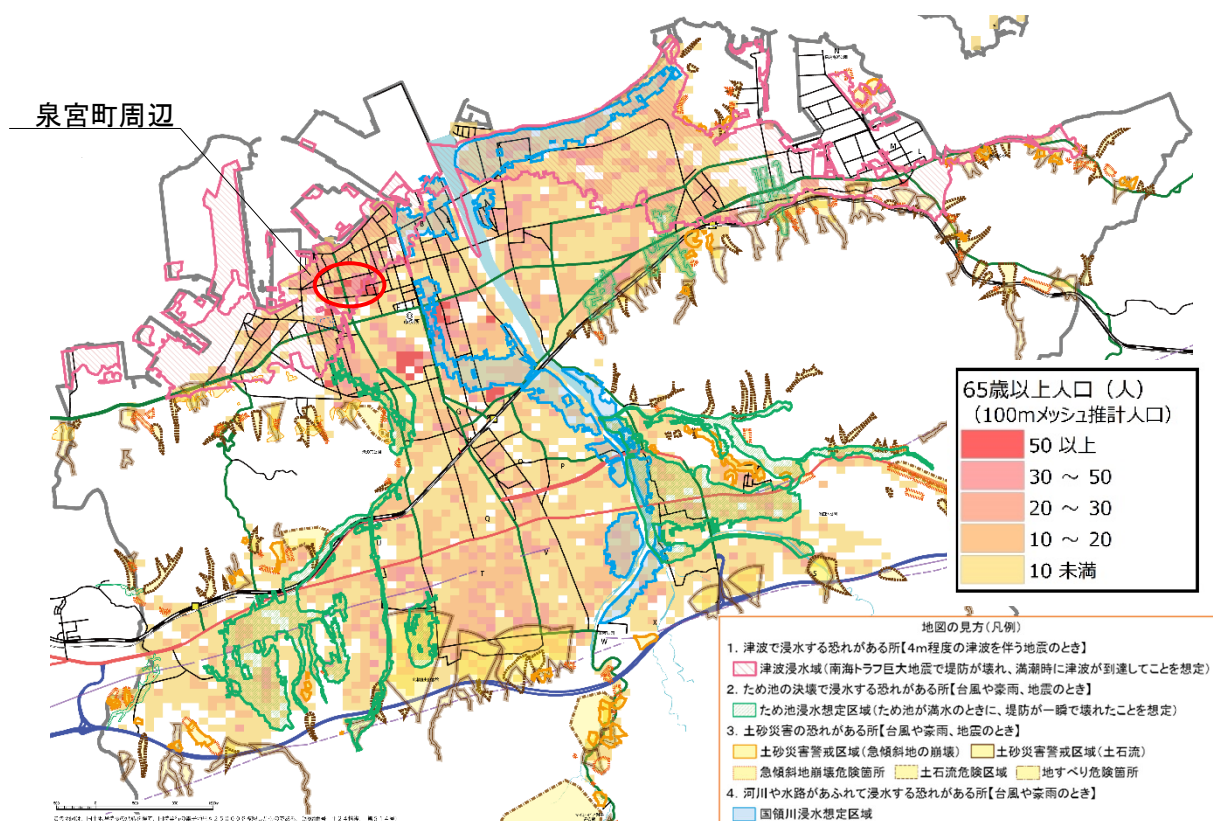 泉宮町周辺
65歳以上人口（人）
（100mメッシュ推計人口）
50 以上
30 ～ 50
20 ～ 30
10 ～ 20
10 未満
地図の見方(凡例)
1. 津波で浸水する恐れがある所【4m程度の津波を伴う地震のとき】
津波浸水域(南海トラフ巨大地震で堤防が壊れ、満潮時に津波が到達してことを想定)
2. ため池の決壊で浸水する恐れがある所【台風や豪雨、地震のとき】
ため池浸水想定区域(ため池が満水のときに、堤防が一瞬で壊れたことを想定)
3. 土砂災害の恐れがある所【台風や豪雨、地震のとき】
土砂災害警戒区域(急傾斜地の崩壊) 土砂災害警戒区域(土石流)
急傾斜地崩壊危険箇所 土石流危険区域 地すべり危険箇所
4. 河川や水路があふれて浸水する恐れがある所【台風や豪雨のとき】
国領川浸水想定区域